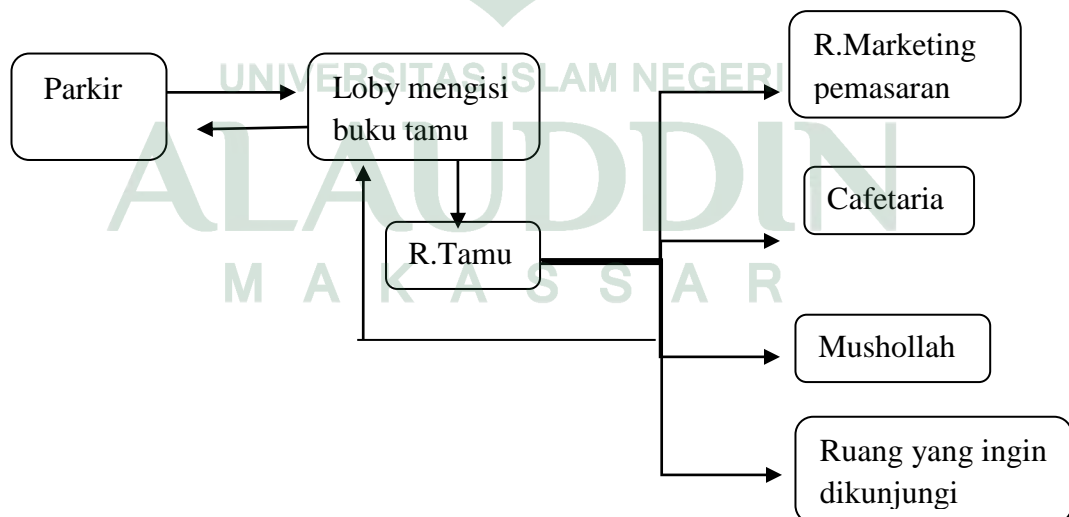 R.Marketing
pemasaran
Parkir
Loby mengisi
buku tamu
UNIVERSITAS ISLAM NEGERI
ALAUDDIN
MAKASSAR
Cafetaria
R.Tamu
Mushollah
Ruang yang ingin
dikunjungi